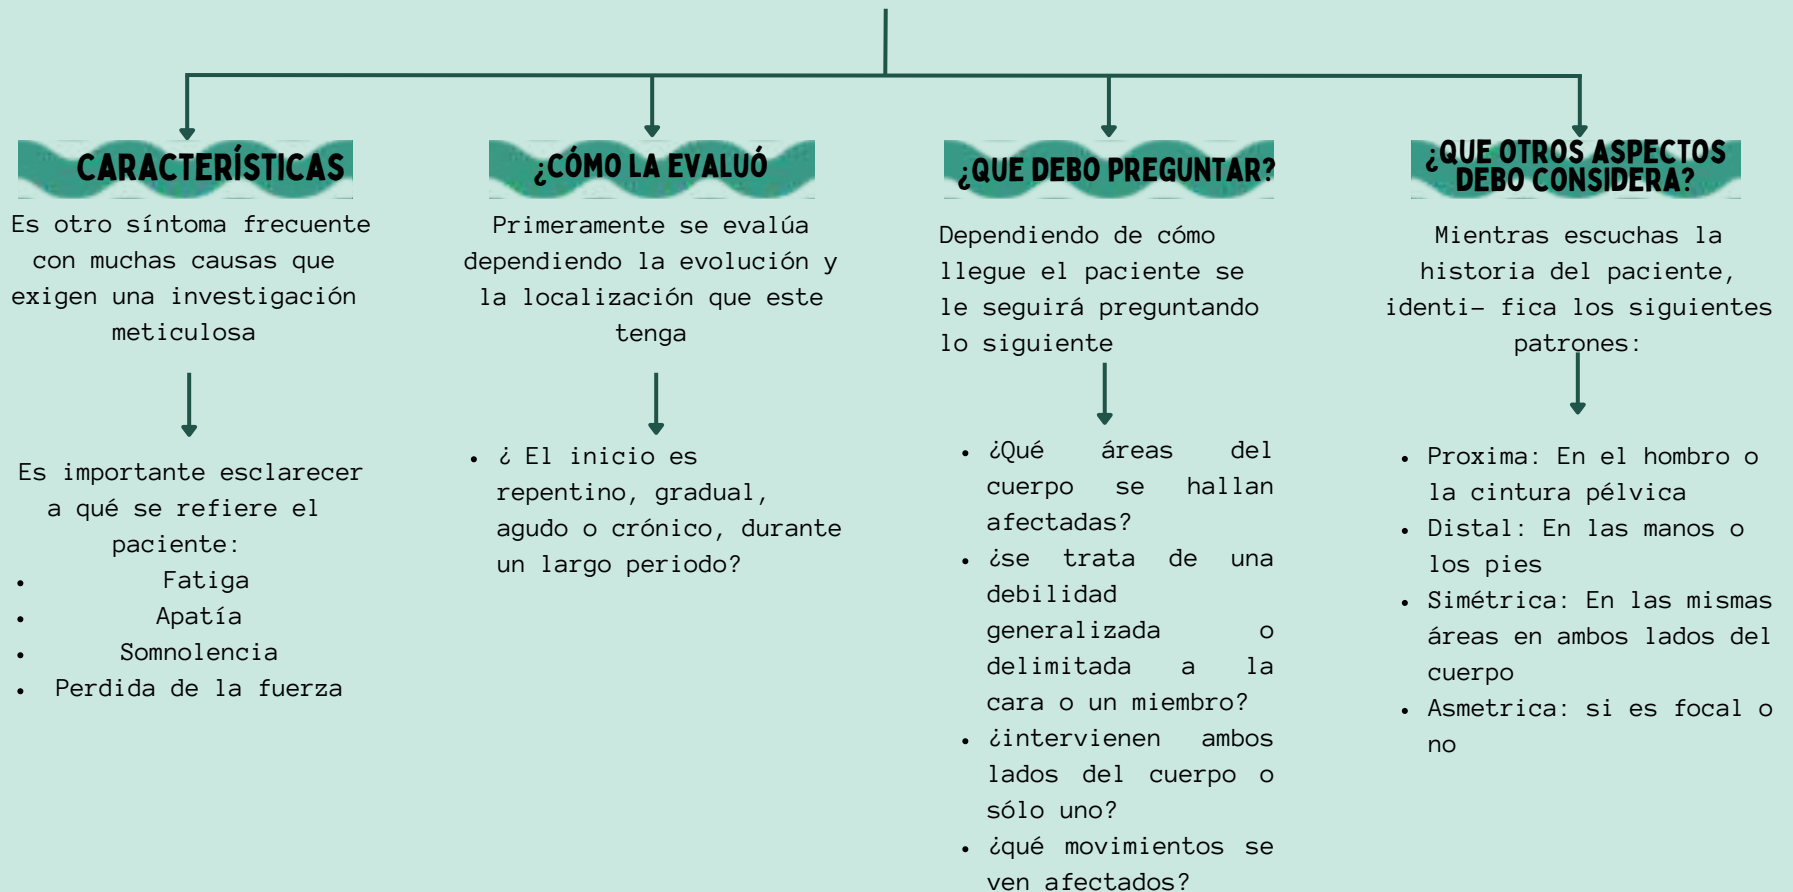 CARACTERÍSTICAS
Es otro síntoma frecuente
con muchas causas que
exigen una investigación
meticulosa
Es importante esclarecer
a qué se refiere el
paciente:
• Fatiga
• Apatía
• Somnolencia
• Perdida de la fuerza
¿CÓMO LA EVALUÓ
Primeramente se evalúa
dependiendo la evolución y
la localización que este
tenga
• ¿ El inicio es
repentino, gradual,
agudo o crónico, durante
un largo periodo?
¿QUE DEBO PREGUNTAR?
Dependiendo de cómo
llegue el paciente se
le seguirá preguntando
lo siguiente
• ¿Qué áreas del
cuerpo se hallan
afectadas?
• ¿se trata de una
debilidad
generalizada o
delimitada a la
cara o un miembro?
• ¿intervienen ambos
lados del cuerpo o
sólo uno?
• ¿qué movimientos se
ven afectados?
¿QUE OTROS ASPECTOS
DEBO CONSIDERA?
Mientras escuchas la
historia del paciente,
identi– fica los siguientes
patrones:
• Proxima: En el hombro o
la cintura pélvica
• Distal: En las manos o
los pies
• Simétrica: En las mismas
áreas en ambos lados del
cuerpo
• Asmetrica: si es focal o
no